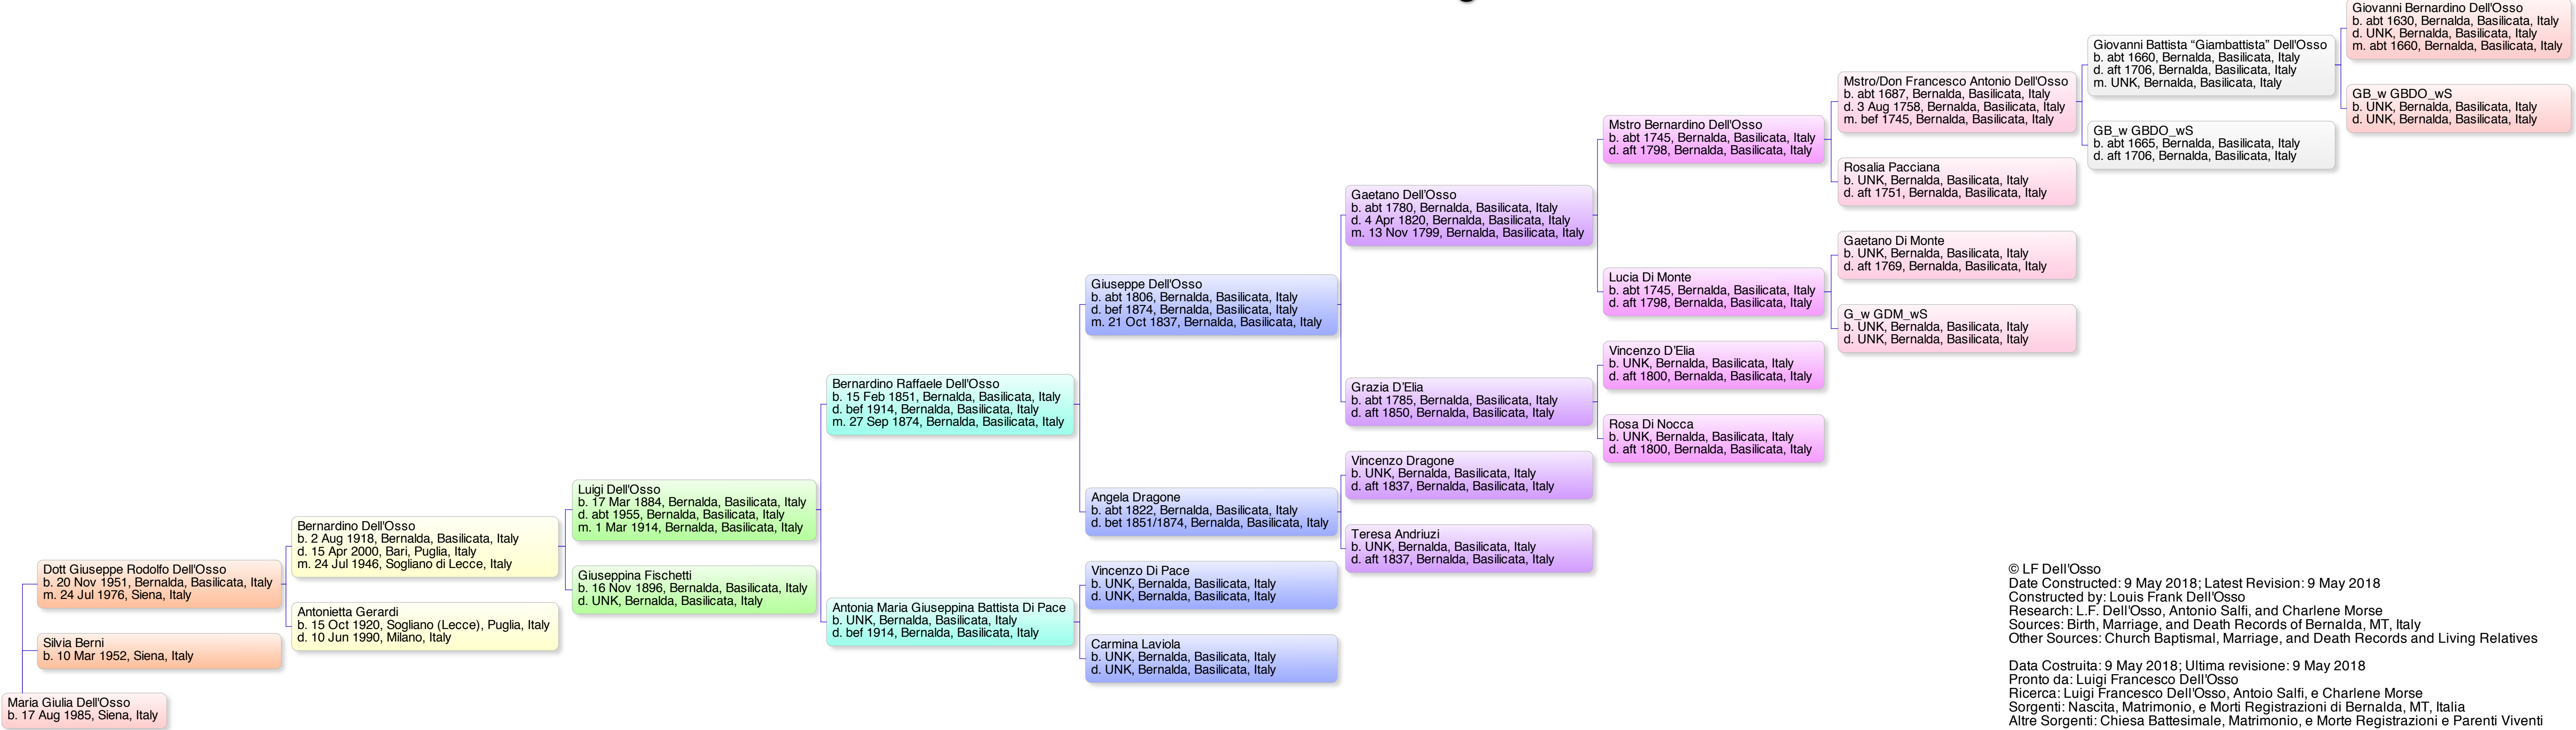 Giovanni Bernardino Dell'Osso
b. abt 1630, Bernalda, Basilicata, Italy
d. UNK, Bernalda, Basilicata, Italy
m. abt 1660, Bernalda, Basilicata, Italy
GB_w GBDO_wS
b. UNK, Bernalda, Basilicata, Italy
d. UNK, Bernalda, Basilicata, Italy
Giovanni Battista “Giambattista” Dell'Osso
b. abt 1660, Bernalda, Basilicata, Italy
d. aft 1706, Bernalda, Basilicata, Italy
m. UNK, Bernalda, Basilicata, Italy
GB_w GBDO_wS
b. abt 1665, Bernalda, Basilicata, Italy
d. aft 1706, Bernalda, Basilicata, Italy
Mstro/Don Francesco Antonio Dell'Osso
b. abt 1687, Bernalda, Basilicata, Italy
d. 3 Aug 1758, Bernalda, Basilicata, Italy
m. bef 1745, Bernalda, Basilicata, Italy
Rosalia Pacciana
b. UNK, Bernalda, Basilicata, Italy
d. aft 1751, Bernalda, Basilicata, Italy
Gaetano Di Monte
b. UNK, Bernalda, Basilicata, Italy
d. aft 1769, Bernalda, Basilicata, Italy
G_w GDM_wS
b. UNK, Bernalda, Basilicata, Italy
d. UNK, Bernalda, Basilicata, Italy
Mstro Bernardino Dell'Osso
b. abt 1745, Bernalda, Basilicata, Italy
d. aft 1798, Bernalda, Basilicata, Italy
Lucia Di Monte
b. abt 1745, Bernalda, Basilicata, Italy
d. aft 1798, Bernalda, Basilicata, Italy
Vincenzo D'Elia
b. UNK, Bernalda, Basilicata, Italy
d. aft 1800, Bernalda, Basilicata, Italy
Rosa Di Nocca
b. UNK, Bernalda, Basilicata, Italy
d. aft 1800, Bernalda, Basilicata, Italy
Gaetano Dell'Osso
b. abt 1780, Bernalda, Basilicata, Italy
d. 4 Apr 1820, Bernalda, Basilicata, Italy
m. 13 Nov 1799, Bernalda, Basilicata, Italy
Grazia D'Elia
b. abt 1785, Bernalda, Basilicata, Italy
d. aft 1850, Bernalda, Basilicata, Italy
Vincenzo Dragone
b. UNK, Bernalda, Basilicata, Italy
d. aft 1837, Bernalda, Basilicata, Italy
Teresa Andriuzi
b. UNK, Bernalda, Basilicata, Italy
d. aft 1837, Bernalda, Basilicata, Italy
Giuseppe Dell'Osso
b. abt 1806, Bernalda, Basilicata, Italy
d. bef 1874, Bernalda, Basilicata, Italy
m. 21 Oct 1837, Bernalda, Basilicata, Italy
Angela Dragone
b. abt 1822, Bernalda, Basilicata, Italy
d. bet 1851/1874, Bernalda, Basilicata, Italy
Vincenzo Di Pace
b. UNK, Bernalda, Basilicata, Italy
d. UNK, Bernalda, Basilicata, Italy
Carmina Laviola
b. UNK, Bernalda, Basilicata, Italy
d. UNK, Bernalda, Basilicata, Italy
Bernardino Raffaele Dell'Osso
b. 15 Feb 1851, Bernalda, Basilicata, Italy
d. bef 1914, Bernalda, Basilicata, Italy
m. 27 Sep 1874, Bernalda, Basilicata, Italy
Antonia Maria Giuseppina Battista Di Pace
b. UNK, Bernalda, Basilicata, Italy
d. bef 1914, Bernalda, Basilicata, Italy
Luigi Dell'Osso
b. 17 Mar 1884, Bernalda, Basilicata, Italy
d. abt 1955, Bernalda, Basilicata, Italy
m. 1 Mar 1914, Bernalda, Basilicata, Italy
Giuseppina Fischetti
b. 16 Nov 1896, Bernalda, Basilicata, Italy
d. UNK, Bernalda, Basilicata, Italy
Bernardino Dell'Osso
b. 2 Aug 1918, Bernalda, Basilicata, Italy
d. 15 Apr 2000, Bari, Puglia, Italy
m. 24 Jul 1946, Sogliano di Lecce, Italy
Antonietta Gerardi
b. 15 Oct 1920, Sogliano (Lecce), Puglia, Italy
d. 10 Jun 1990, Milano, Italy
Dott Giuseppe Rodolfo Dell'Osso
b. 20 Nov 1951, Bernalda, Basilicata, Italy
m. 24 Jul 1976, Siena, Italy
Silvia Berni
b. 10 Mar 1952, Siena, Italy
Maria Giulia Dell'Osso
b. 17 Aug 1985, Siena, Italy
© LF Dell'Osso
Date Constructed: 9 May 2018; Latest Revision: 9 May 2018
Constructed by: Louis Frank Dell'Osso
Research: L.F. Dell'Osso, Antonio Salfi, and Charlene Morse
Sources: Birth, Marriage, and Death Records of Bernalda, MT, Italy
Other Sources: Church Baptismal, Marriage, and Death Records and Living Relatives
Data Costruita: 9 May 2018; Ultima revisione: 9 May 2018
Pronto da: Luigi Francesco Dell'Osso
Ricerca: Luigi Francesco Dell'Osso, Antoio Salfi, e Charlene Morse
Sorgenti: Nascita, Matrimonio, e Morti Registrazioni di Bernalda, MT, Italia
Altre Sorgenti: Chiesa Battesimale, Matrimonio, e Morte Registrazioni e Parenti Viventi